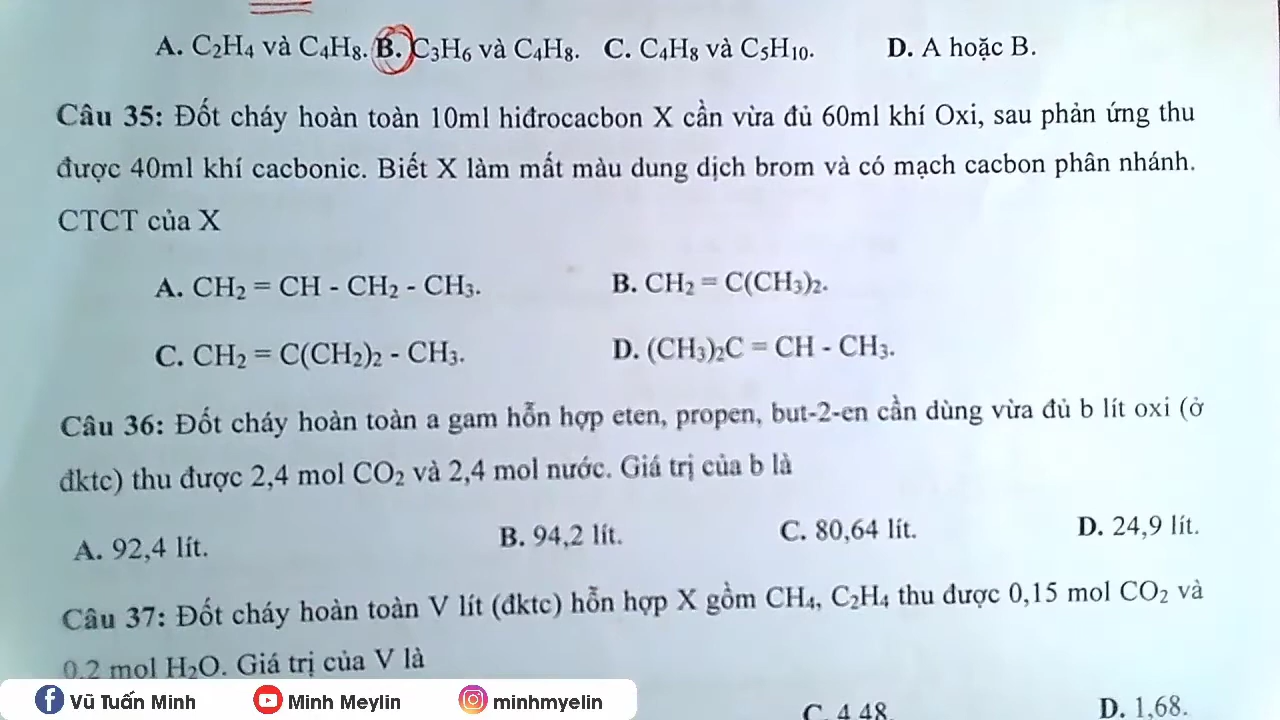 A. C₂H₄ và C₄H₈. B. C₃H₆ và C₄H₈. C. C₄H₈ và C₅H₁₀. D. A hoặc B.
Câu 35: Đốt cháy hoàn toàn 10ml hiđrocacbon X cần vừa đủ 60ml khí Oxi, sau phản ứng thu
được 40ml khí cacbonic. Biết X làm mất màu dung dịch brom và có mạch cacbon phân nhánh.
CTCT của X
A. CH₂ = CH - CH₂ - CH₃. B. CH₂ = C(CH₃)₂.
C. CH₂ = C(CH₂)₂ - CH₃. D. (CH₃)₂C = CH - CH₃.
Câu 36: Đốt cháy hoàn toàn a gam hỗn hợp eten, propen, but-2-en cần dùng vừa đủ b lít oxi (ở
đktc) thu được 2,4 mol CO₂ và 2,4 mol nước. Giá trị của b là
A. 92,4 lít. B. 94,2 lít. C. 80,64 lít. D. 24,9 lít.
Câu 37: Đốt cháy hoàn toàn V lít (đktc) hỗn hợp X gồm CH₄, C₂H₄ thu được 0,15 mol CO₂ và
0,2 mol H₂O. Giá trị của V là
C. 4,48. D. 1,68.
Vũ Tuấn Minh Minh Meylin minhmyelin